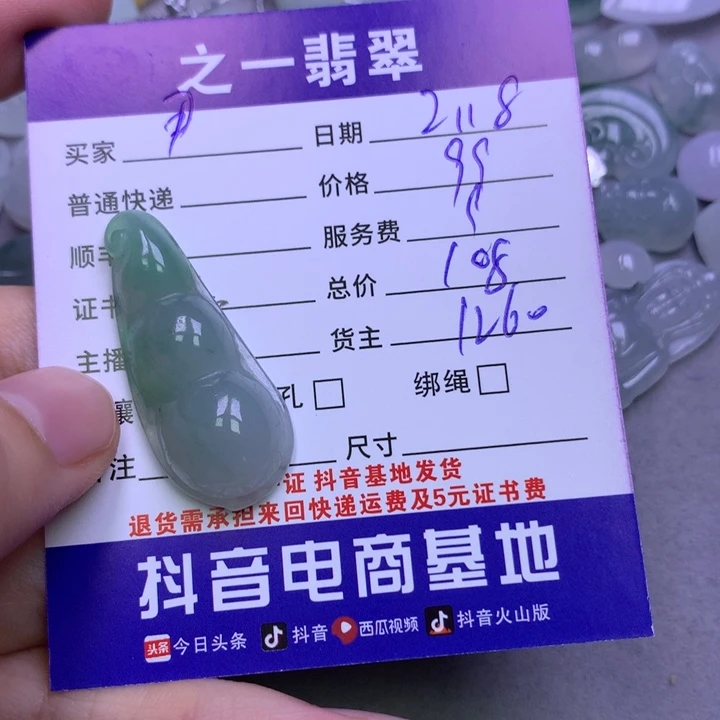 之一翡翠
买家 日期 2118
普通快递 价格 99
顺丰 服务费
证书 总价 108
主播 货主 1260
镶 孔 □ 绑绳 □
注 尺寸
证 抖音基地发货
退货需承担来回快递运费及5元证书费
抖音电商基地
头条 今日头条 抖音 西瓜视频 抖音火山版